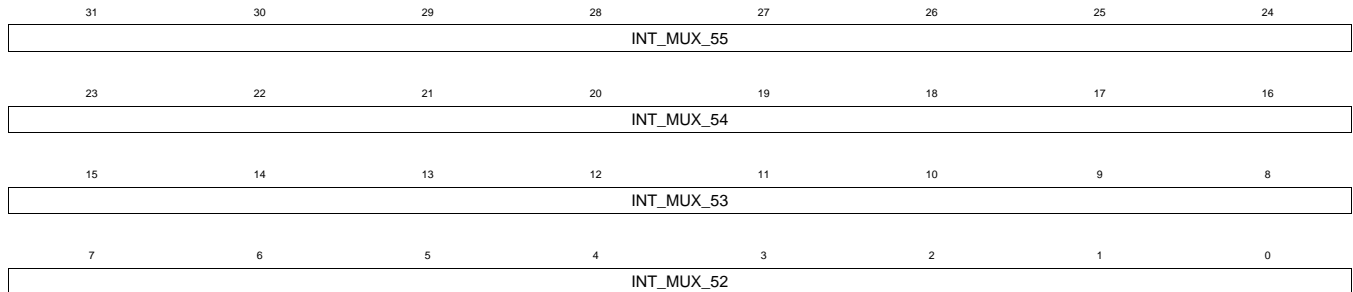 31 30 29 28 27 26 25 24
INT_MUX_55
23 22 21 20 19 18 17 16
INT_MUX_54
15 14 13 12 11 10 9 8
INT_MUX_53
7 6 5 4 3 2 1 0
INT_MUX_52